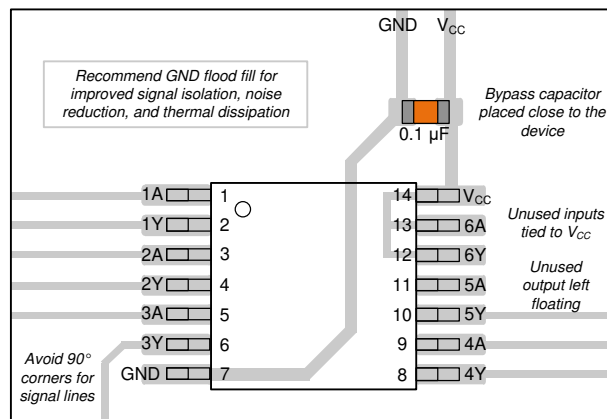 GND V_CC
Recommend GND flood fill for
improved signal isolation, noise
reduction, and thermal dissipation
Bypass capacitor
placed close to the
device
0.1 µF
1A 1 14 V_CC
1Y 2 13 6A
2A 3 12 6Y
2Y 4 11 5A
3A 5 10 5Y
3Y 6 9 4A
GND 7 8 4Y
Unused inputs
tied to V_CC
Unused
output left
floating
Avoid 90°
corners for
signal lines